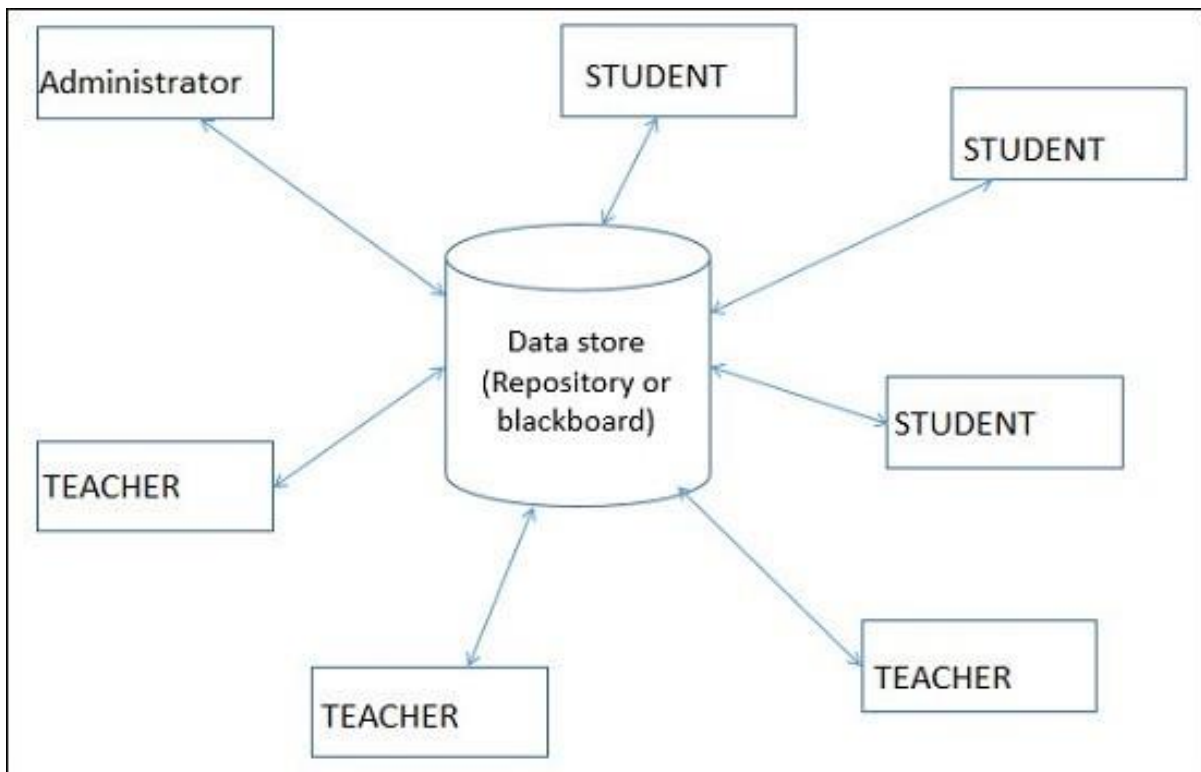 Administrator
STUDENT
STUDENT
Data store
(Repository or
blackboard)
STUDENT
TEACHER
TEACHER
TEACHER